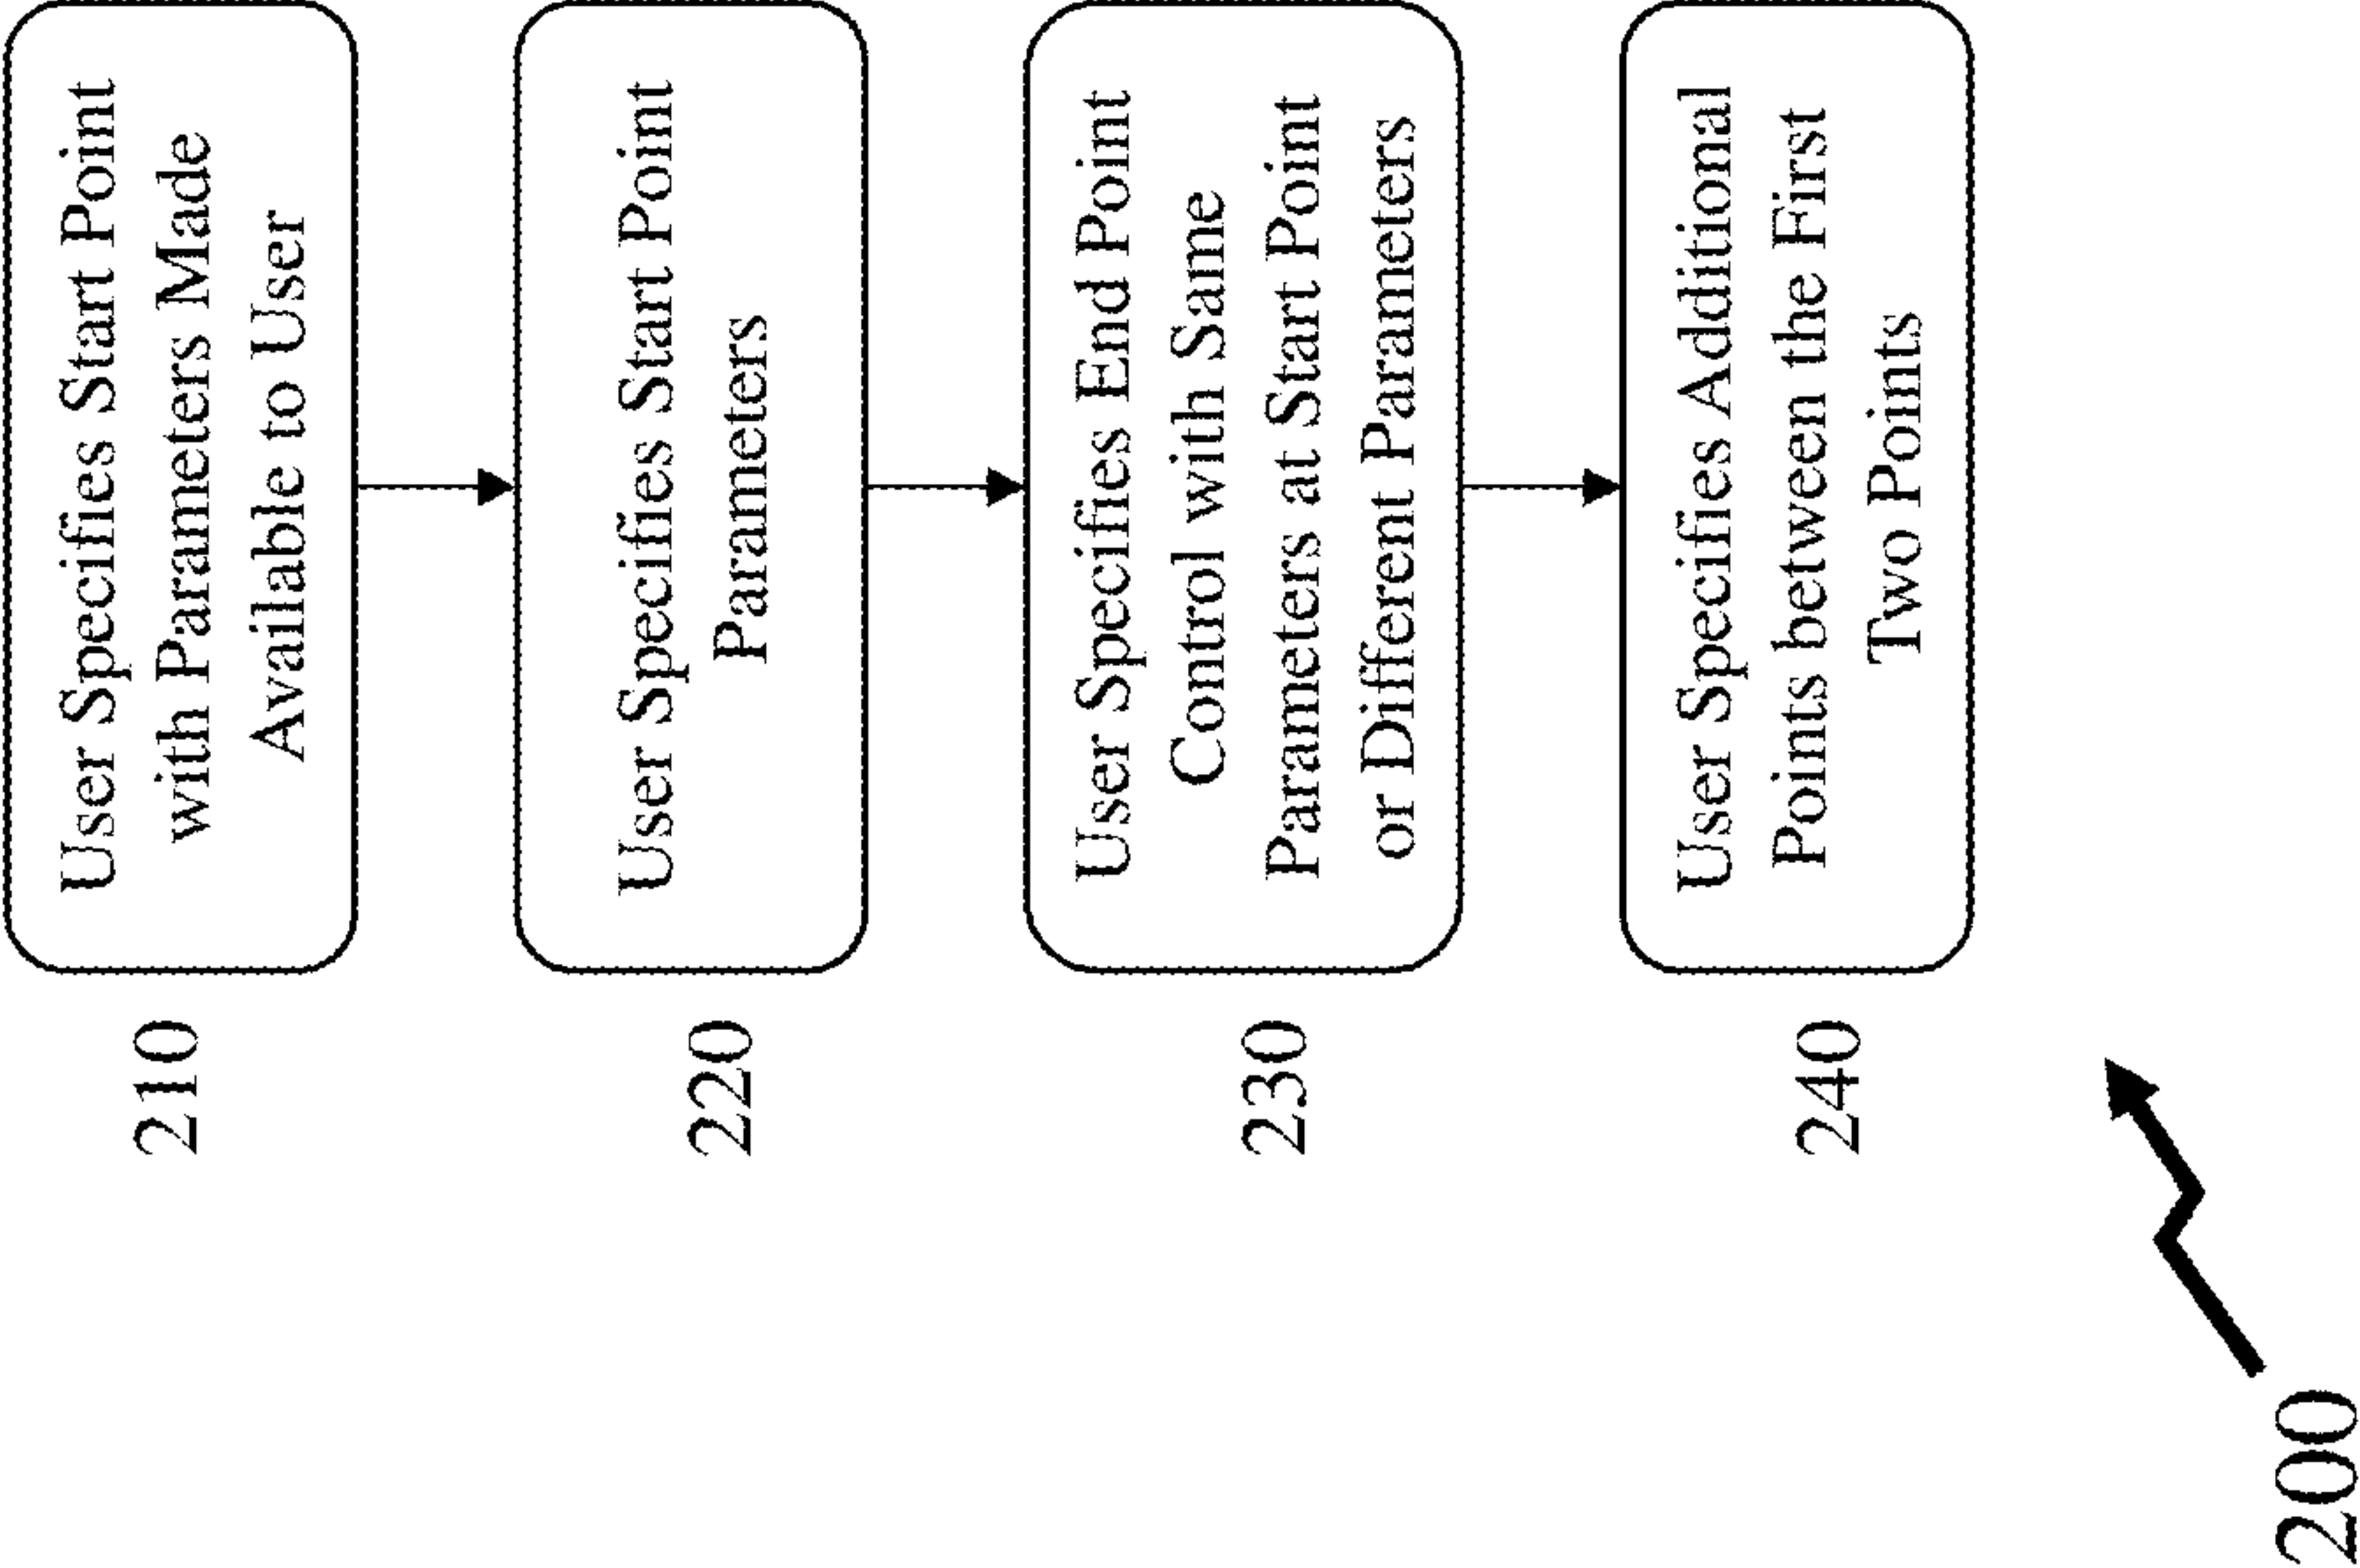 210
User Specifies Start Point
with Parameters Made
Available to User
220
User Specifies Start Point
Parameters
230
User Specifies End Point
Control with Same
Parameters at Start Point
or Different Parameters
240
User Specifies Additional
Points between the First
Two Points
200